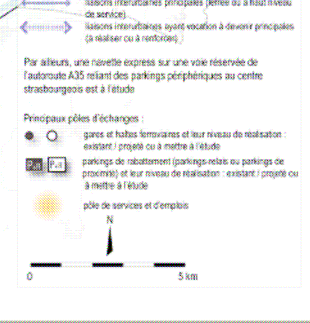 liaisons interurbaines principales (ferrée ou à haut niveau
de service)
liaisons interurbaines ayant vocation à devenir principales
(à réaliser ou à renforcer)
Par ailleurs, une navette express sur une voie réservée de
l'autoroute A35 reliant des parkings périphériques au centre
strasbourgeois est à l'étude
Principaux pôles d'échanges :
gares et haltes ferroviaires et leur niveau de réalisation :
existant / projeté ou à mettre à l'étude
parkings de rabattement (parkings-relais ou parkings de
proximité) et leur niveau de réalisation : existant / projeté ou
à mettre à l'étude
pôle de services et d'emplois
N
0 5 km